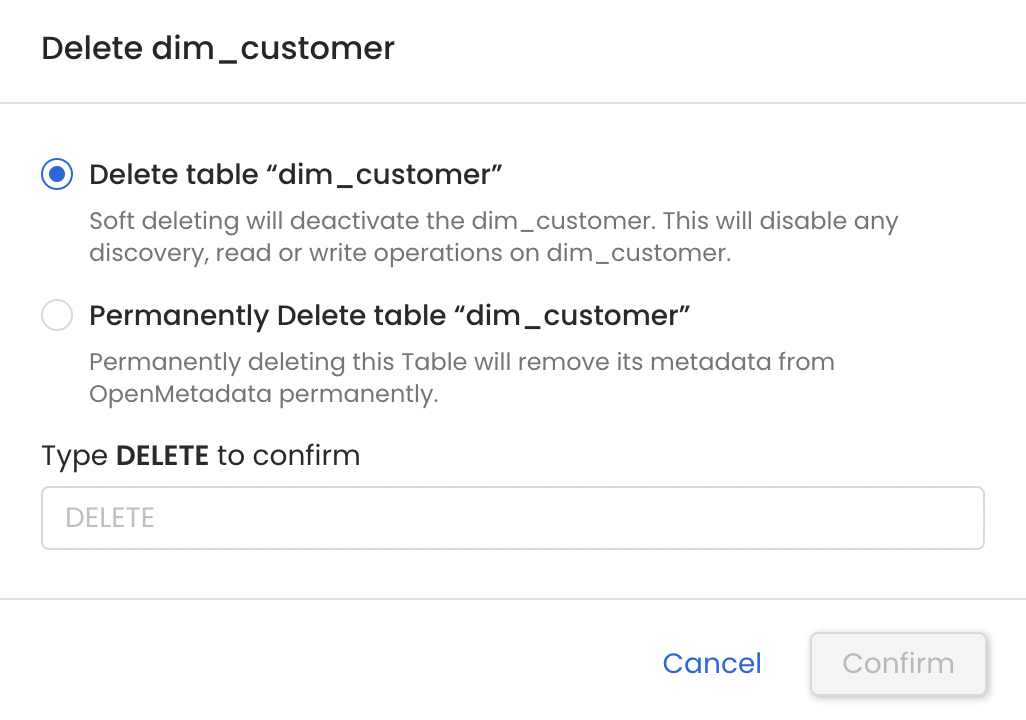 Delete dim_customer
Delete table “dim_customer”
Soft deleting will deactivate the dim_customer. This will disable any
discovery, read or write operations on dim_customer.
Permanently Delete table “dim_customer”
Permanently deleting this Table will remove its metadata from
OpenMetadata permanently.
Type DELETE to confirm
DELETE
Cancel
Confirm